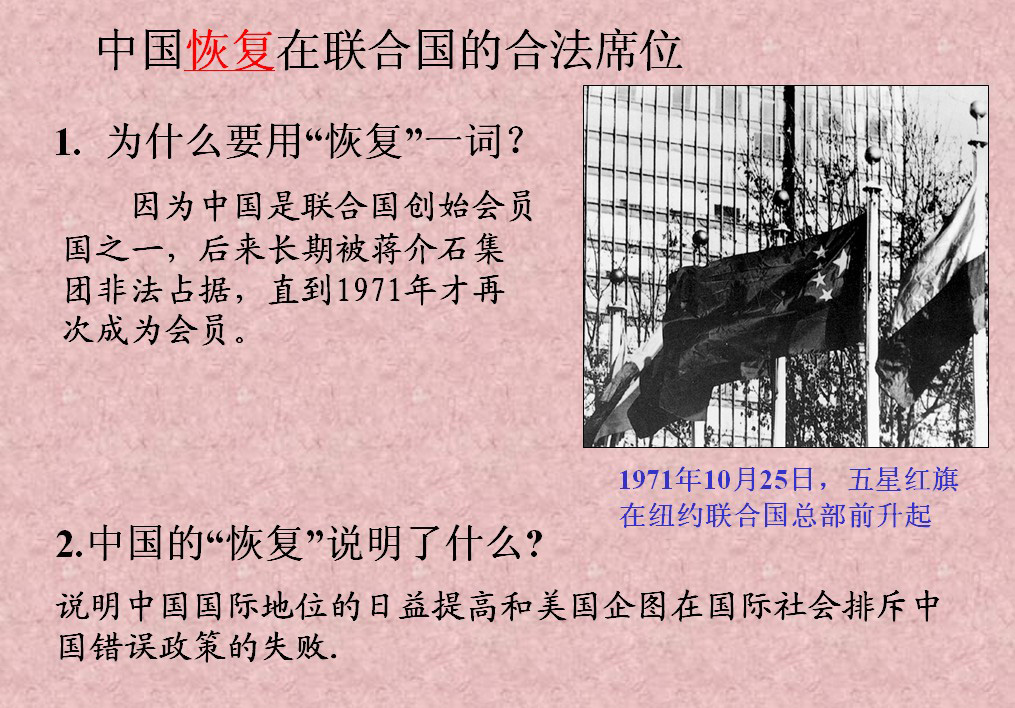 中国恢复在联合国的合法席位
1. 为什么要用“恢复”一词？
因为中国是联合国创始会员
国之一，后来长期被蒋介石集
团非法占据，直到1971年才再
次成为会员。
1971年10月25日，五星红旗
在纽约联合国总部前升起
2.中国的“恢复”说明了什么?
说明中国国际地位的日益提高和美国企图在国际社会排斥中
国错误政策的失败.